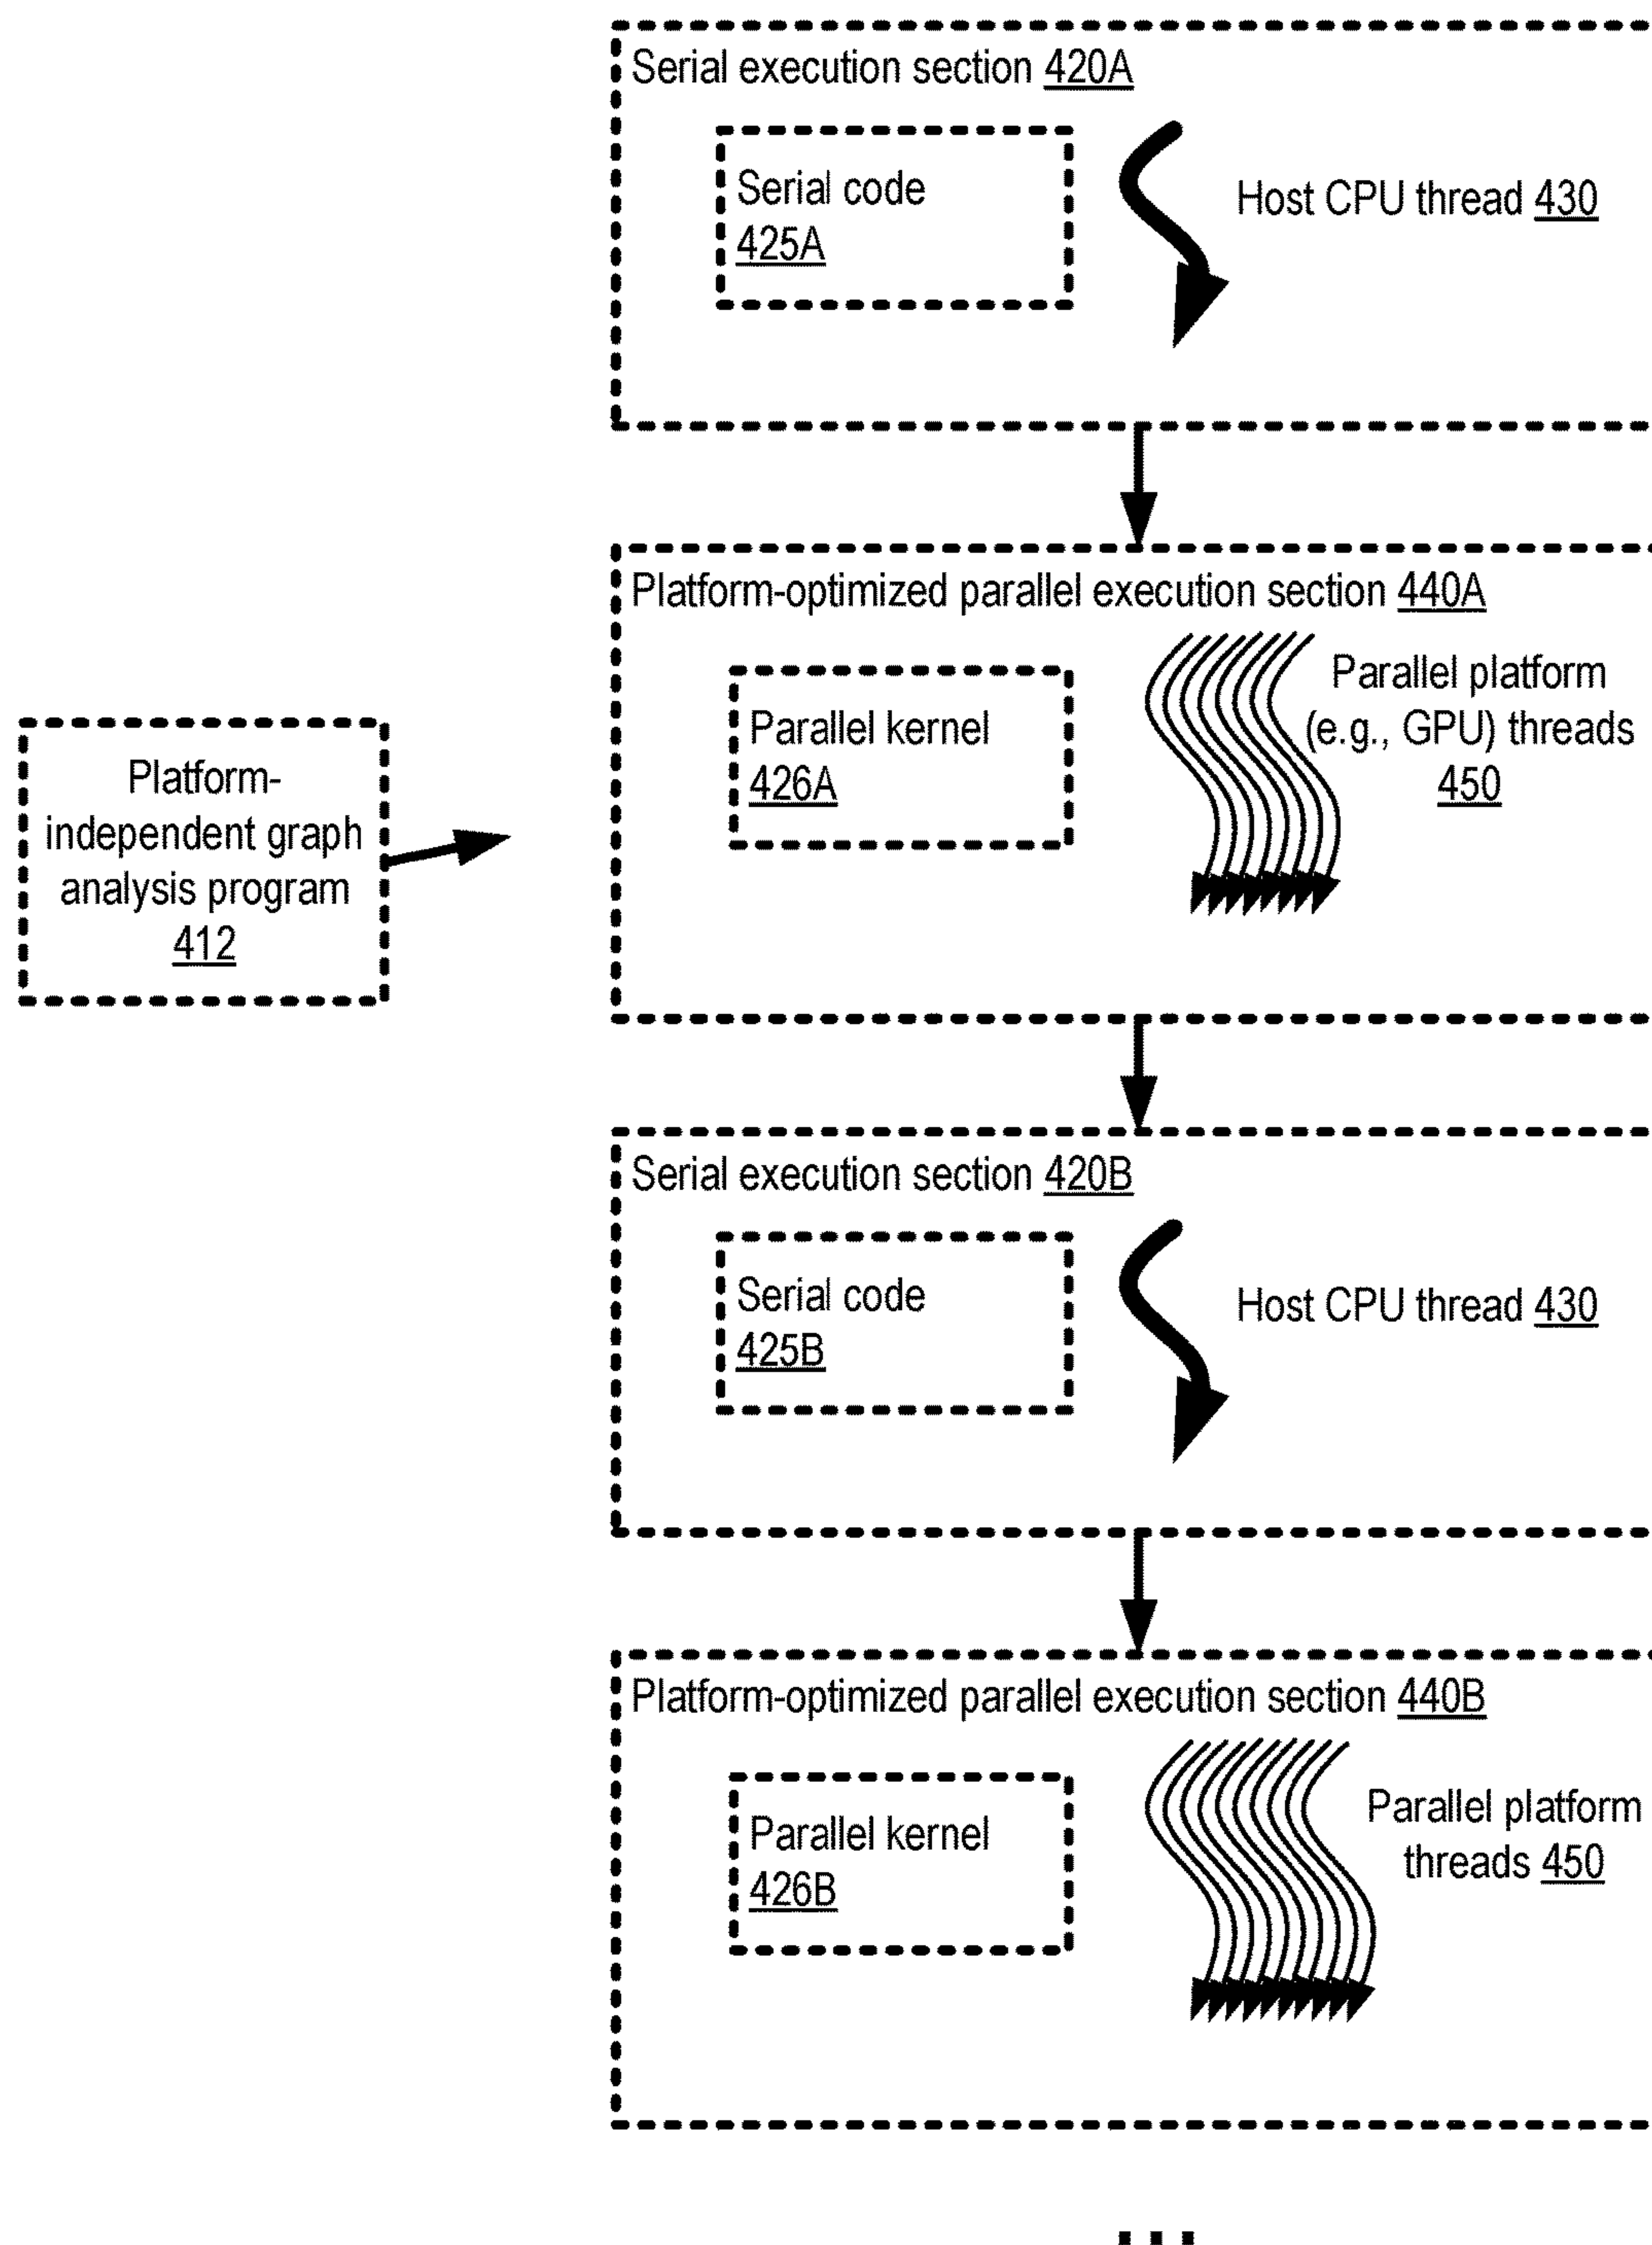 Serial execution section 420A
Serial code
425A
Host CPU thread 430
Platform-optimized parallel execution section 440A
Parallel kernel
426A
Parallel platform
(e.g., GPU) threads
450
Platform-
independent graph
analysis program
412
Serial execution section 420B
Serial code
425B
Host CPU thread 430
Platform-optimized parallel execution section 440B
Parallel kernel
426B
Parallel platform
threads 450